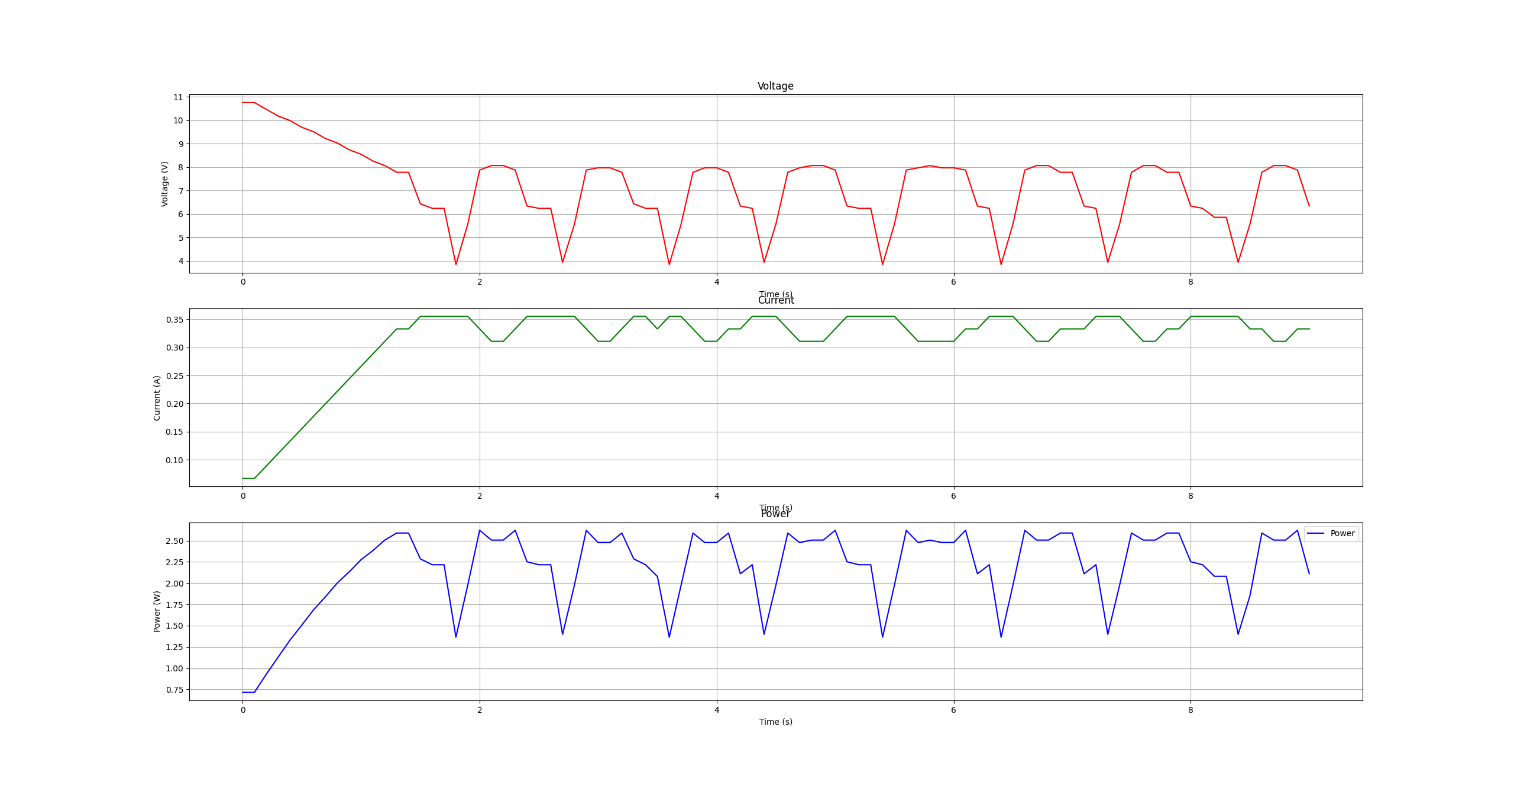 Voltage
11
10
9
8
7
6
5
4
Voltage (V)
0 2 4 6 8
Time (s)
Current
0.35
0.30
0.25
0.20
0.15
0.10
Current (A)
0 2 4 6 8
Time (s)
Power
2.50
2.25
2.00
1.75
1.50
1.25
1.00
0.75
Power (W)
Power
0 2 4 6 8
Time (s)